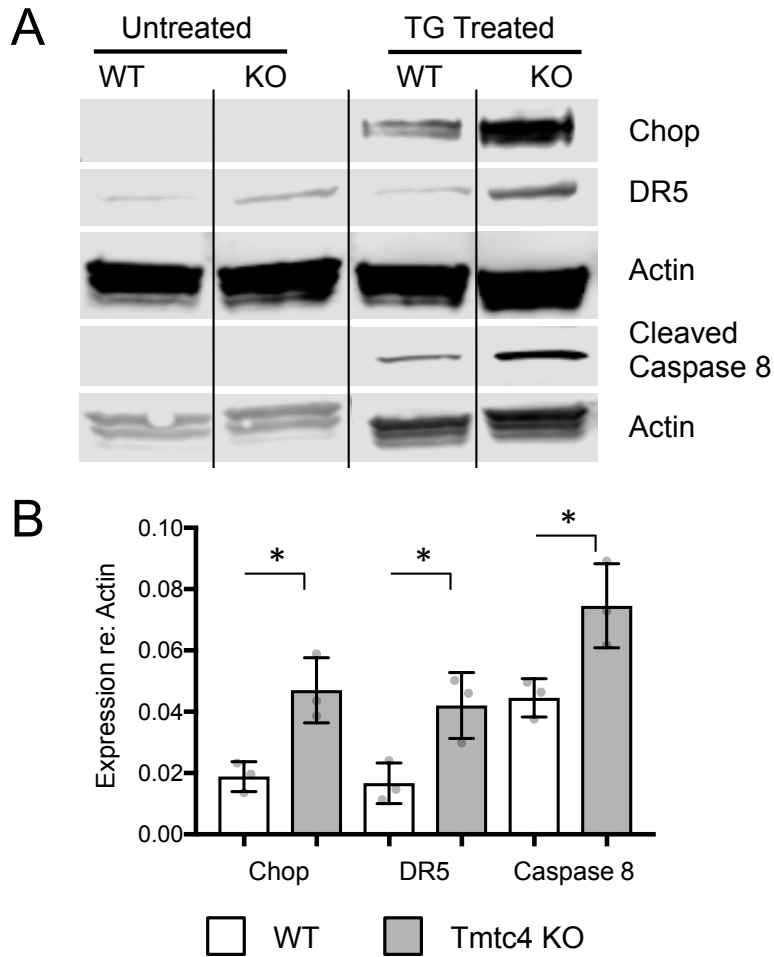 A
Untreated TG Treated
WT KO WT KO
Chop
DR5
Actin
Cleaved
Caspase 8
Actin
B
Expression re: Actin
0.10
0.08
0.06
0.04
0.02
0.00
* * *
Chop DR5 Caspase 8
WT Tmtc4 KO